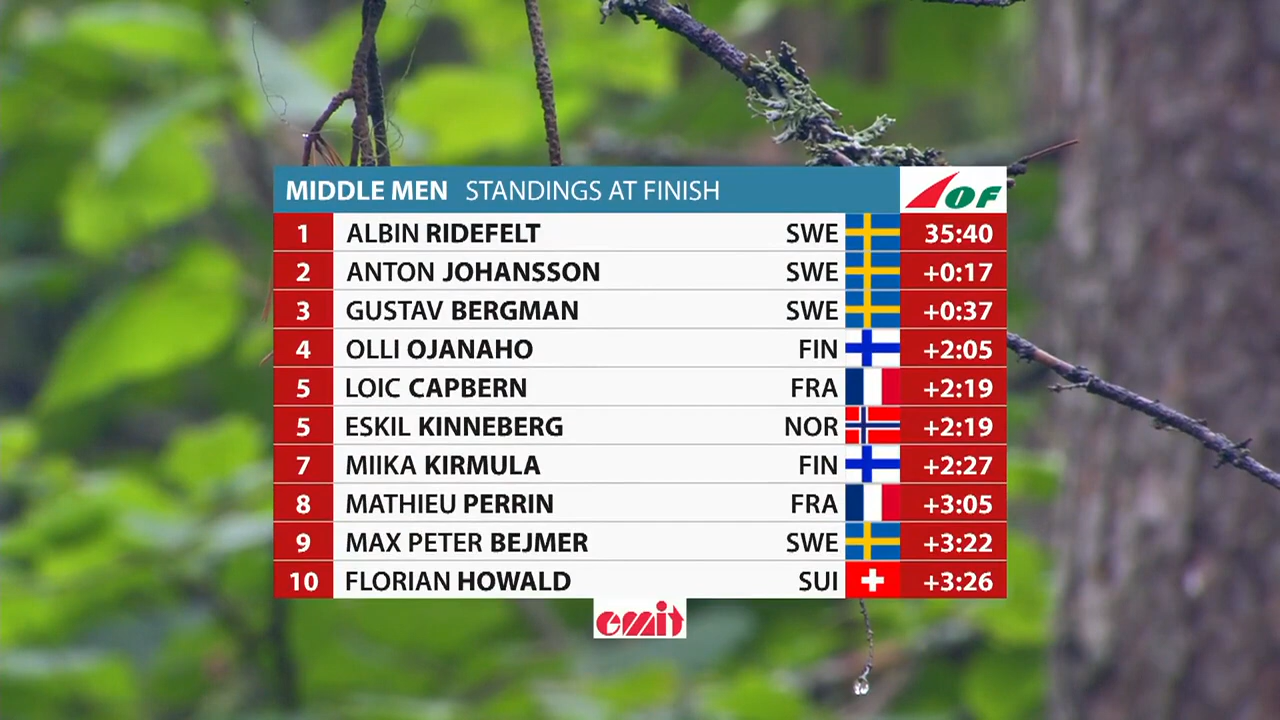 MIDDLE MEN STANDINGS AT FINISH IOF
1 ALBIN RIDEFELT SWE 35:40
2 ANTON JOHANSSON SWE +0:17
3 GUSTAV BERGMAN SWE +0:37
4 OLLI OJANAHO FIN +2:05
5 LOIC CAPBERN FRA +2:19
5 ESKIL KINNEBERG NOR +2:19
7 MIIKA KIRMULA FIN +2:27
8 MATHIEU PERRIN FRA +3:05
9 MAX PETER BEJMER SWE +3:22
10 FLORIAN HOWALD SUI +3:26
emit